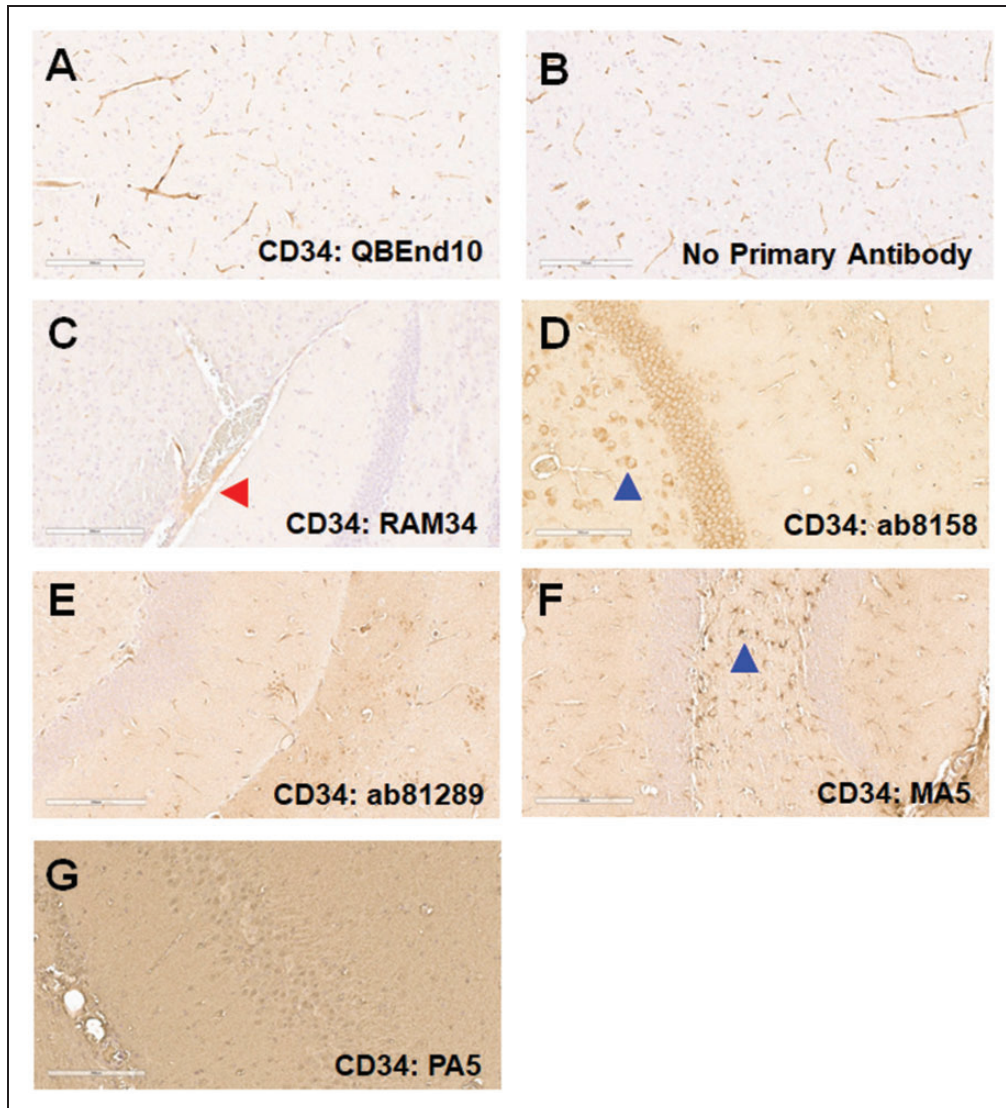 A
CD34: QBEnd10
B
No Primary Antibody
C
CD34: RAM34
D
CD34: ab8158
E
CD34: ab81289
F
CD34: MA5
G
CD34: PA5